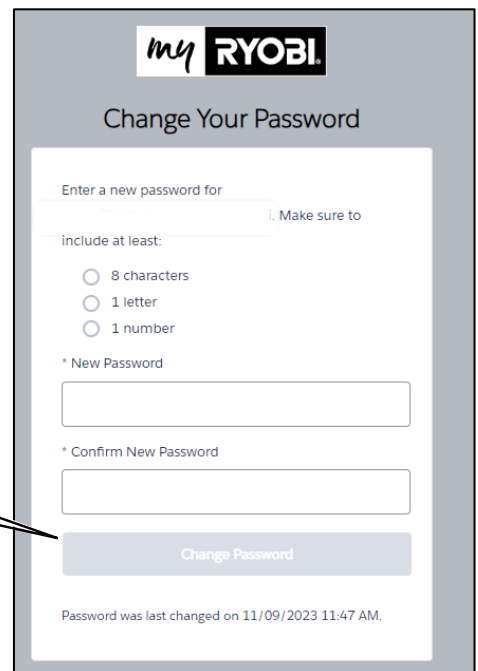 my RYOBI.
Change Your Password
Enter a new password for
. Make sure to
include at least:
8 characters
1 letter
1 number
* New Password
* Confirm New Password
Change Password
Password was last changed on 11/09/2023 11:47 AM.